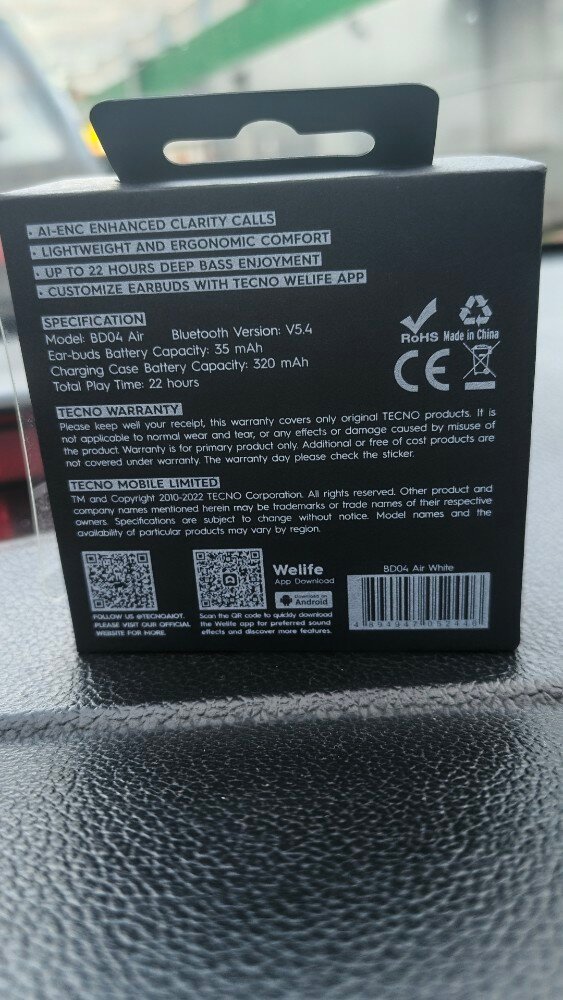 • AI-ENC ENHANCED CLARITY CALLS
• LIGHTWEIGHT AND ERGONOMIC COMFORT
• UP TO 22 HOURS DEEP BASS ENJOYMENT
• CUSTOMIZE EARBUDS WITH TECNO WELIFE APP
SPECIFICATION
Model: BD04 Air Bluetooth Version: V5.4
Ear-buds Battery Capacity: 35 mAh
Charging Case Battery Capacity: 320 mAh
Total Play Time: 22 hours
RoHS Made in China
CE
TECNO WARRANTY
Please keep well your receipt, this warranty covers only original TECNO products. It is
not applicable to normal wear and tear, or any effects or damage caused by misuse of
the product. Warranty is for primary product only. Additional or free of cost products are
not covered under warranty. The warranty day please check the sticker.
TECNO MOBILE LIMITED
TM and Copyright 2010-2022 TECNO Corporation. All rights reserved. Other product and
company names mentioned herein may be trademarks or trade names of their respective
owners. Specifications are subject to change without notice. Model names and the
availability of particular products may vary by region.
FOLLOW US @TECNOAIOT.
PLEASE VISIT OUR OFFICIAL
WEBSITE FOR MORE.
Welife
App Download
Download on
Android
Scan the QR code to quickly download
the Welife app for preferred sound
effects and discover more features.
BD04 Air White
4 894947 052446